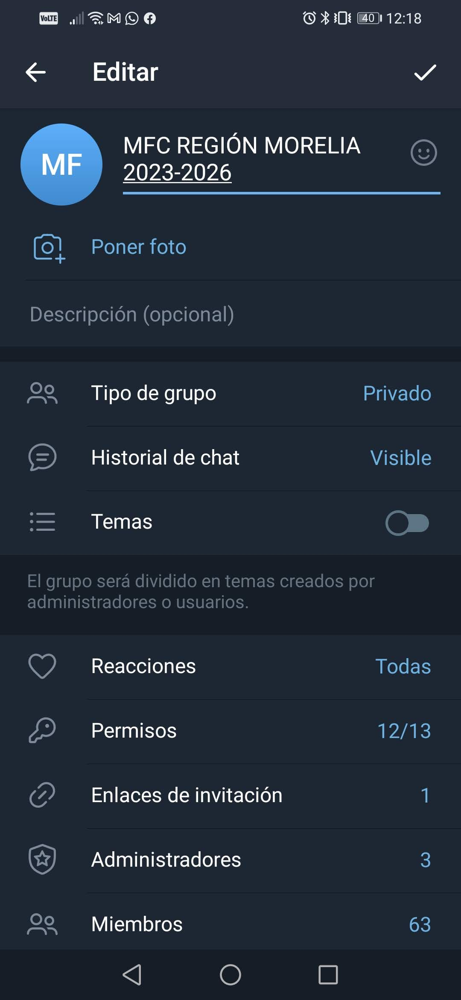 VoLTE 40 12:18
Editar
MF
MFC REGIÓN MORELIA
2023-2026
Poner foto
Descripción (opcional)
Tipo de grupo Privado
Historial de chat Visible
Temas
El grupo será dividido en temas creados por
administradores o usuarios.
Reacciones Todas
Permisos 12/13
Enlaces de invitación 1
Administradores 3
Miembros 63